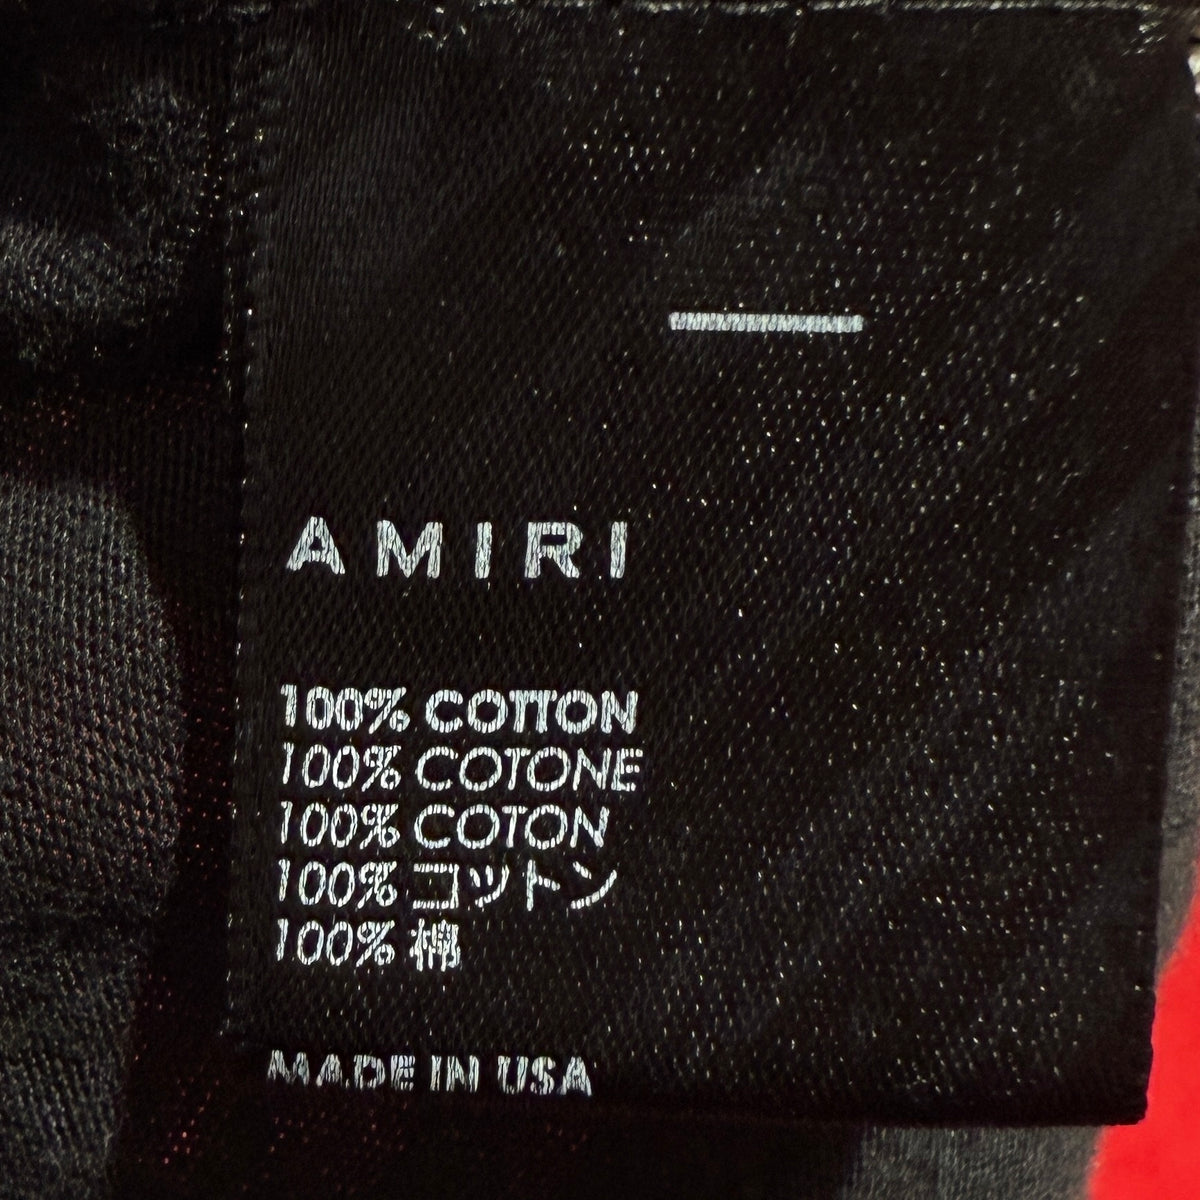 AMIRI
100% COTTON
100% COTONE
100% COTON
100% コットン
100% 棉
MADE IN USA